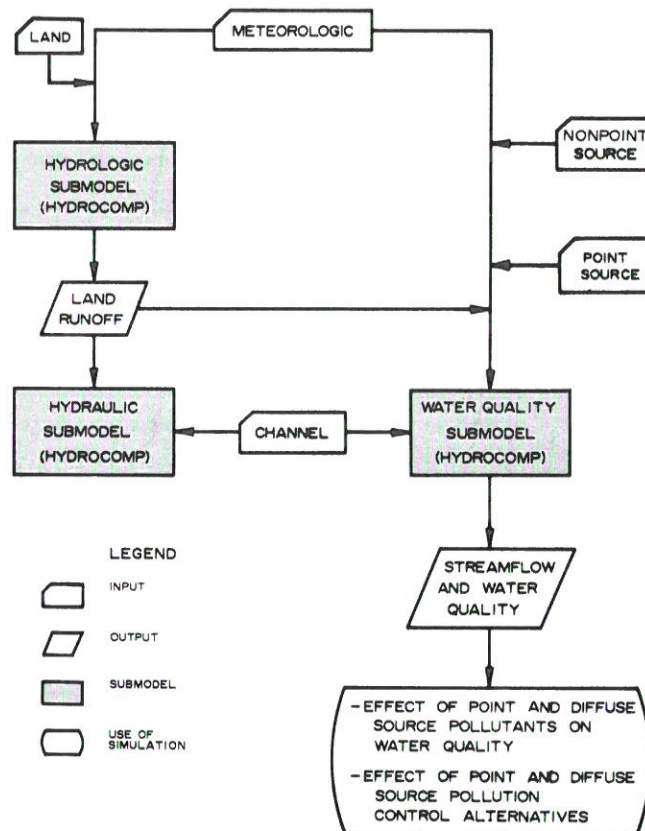 LAND
METEOROLOGIC
NONPOINT
SOURCE
HYDROLOGIC
SUBMODEL
(HYDROCOMP)
POINT
SOURCE
LAND
RUNOFF
HYDRAULIC
SUBMODEL
(HYDROCOMP)
CHANNEL
WATER QUALITY
SUBMODEL
(HYDROCOMP)
STREAMFLOW
AND WATER
QUALITY
LEGEND
INPUT
OUTPUT
SUBMODEL
USE OF
SIMULATION
-EFFECT OF POINT AND DIFFUSE
SOURCE POLLUTANTS ON
WATER QUALITY
-EFFECT OF POINT AND DIFFUSE
SOURCE POLLUTION
CONTROL ALTERNATIVES